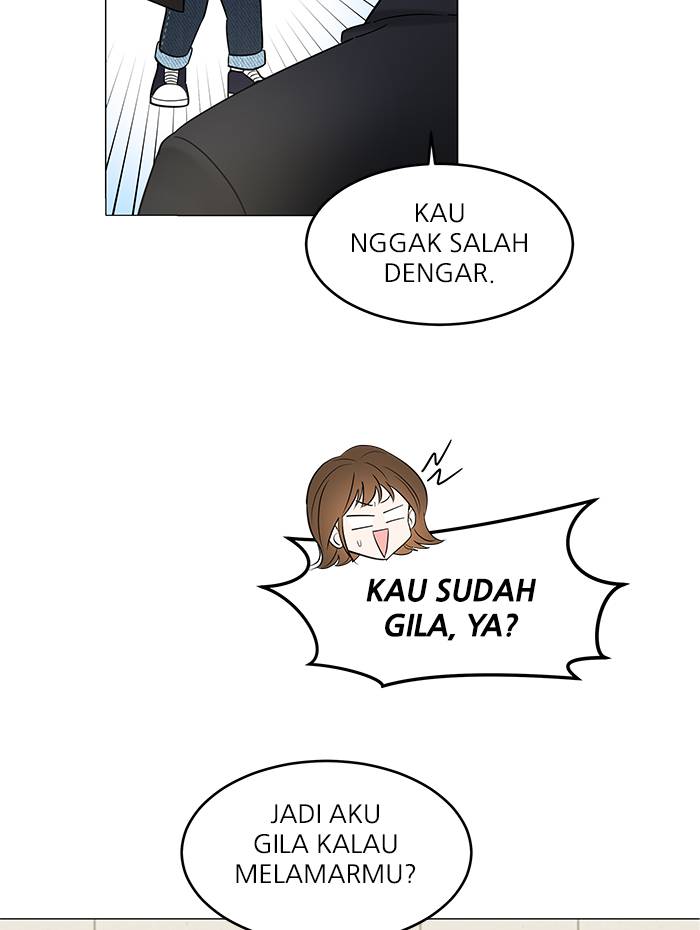 KAU
NGGAK SALAH
DENGAR.
KAU SUDAH
GILA, YA?
JADI AKU
GILA KALAU
MELAMARMU?